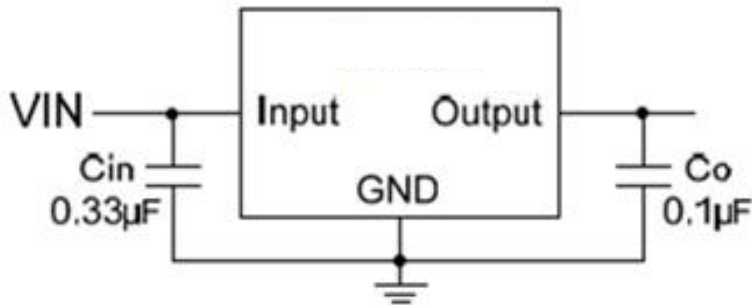 VIN
Input
Output
Cin
0.33µF
GND
Co
0.1µF